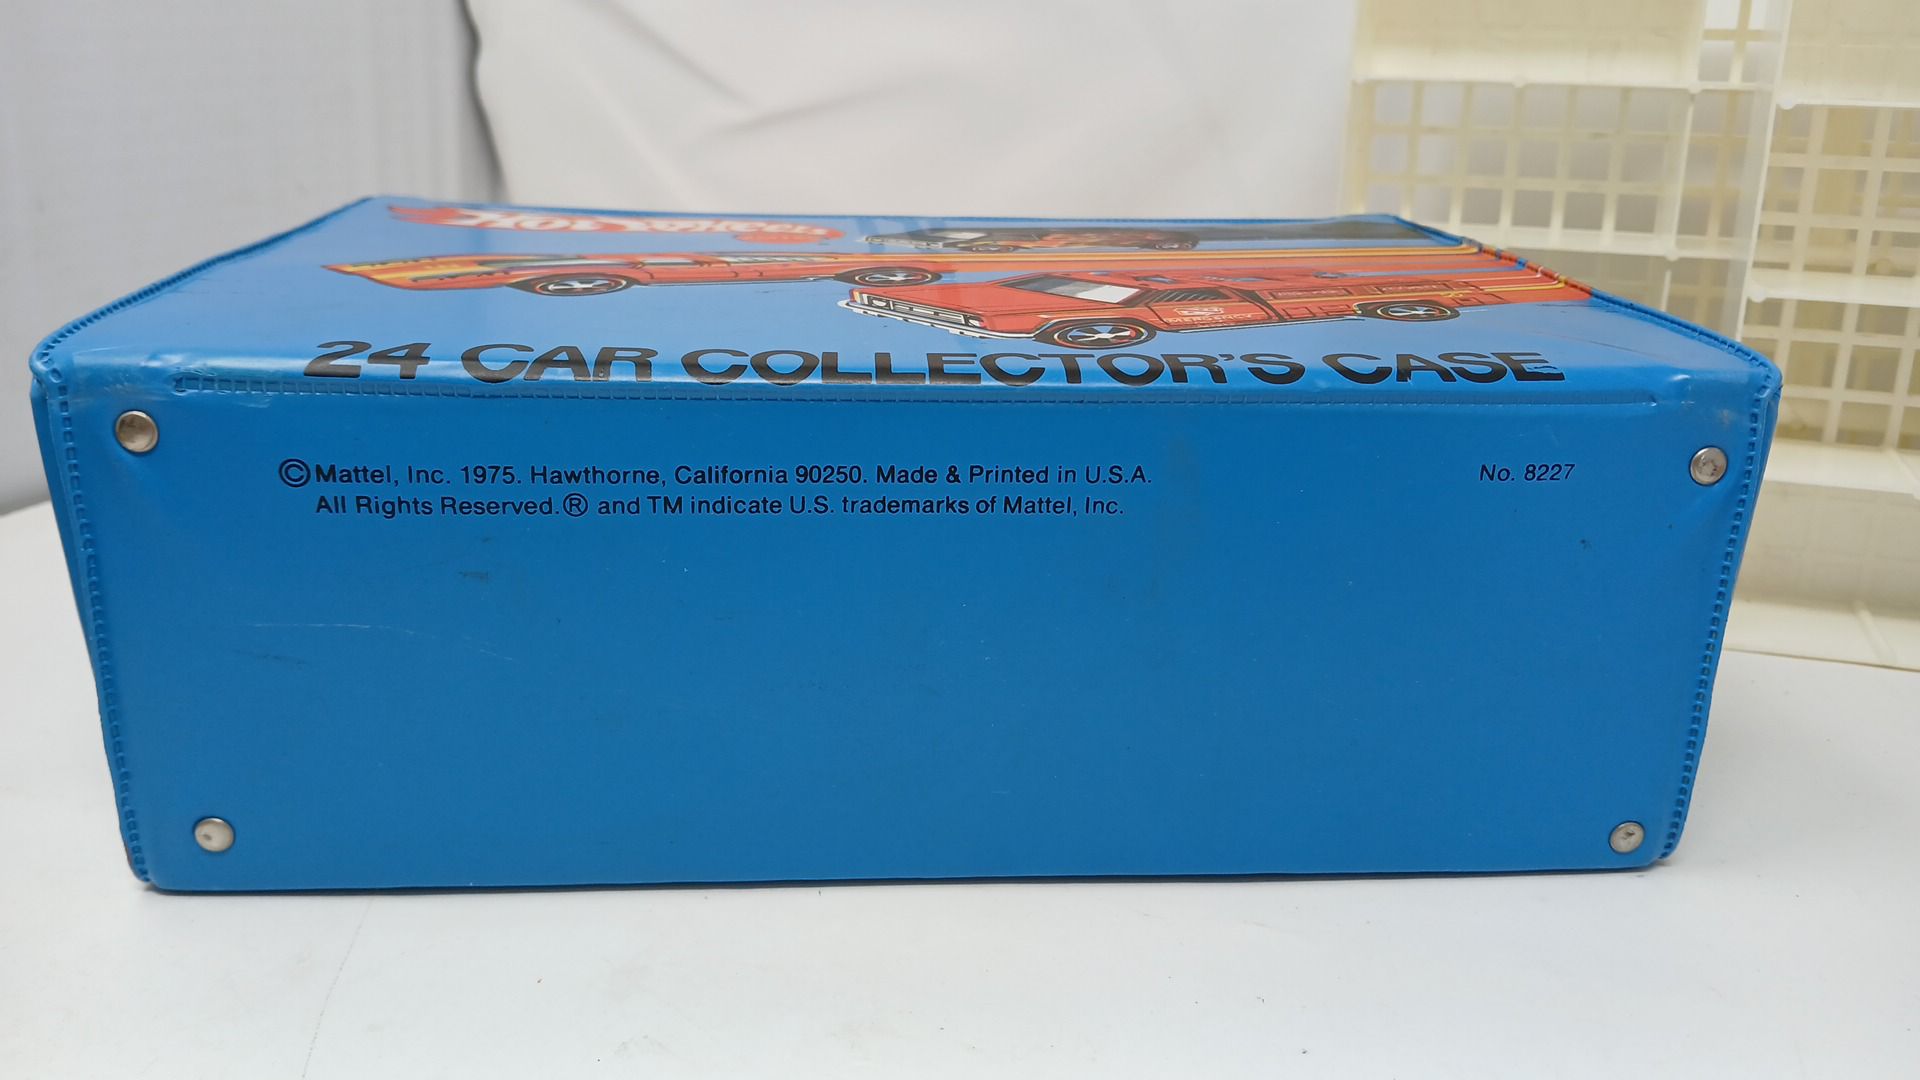 Hot Wheels
EMERGENCY
24 CAR COLLECTOR'S CASE
©Mattel, Inc. 1975. Hawthorne, California 90250. Made & Printed in U.S.A.
All Rights Reserved.® and TM indicate U.S. trademarks of Mattel, Inc.
No. 8227